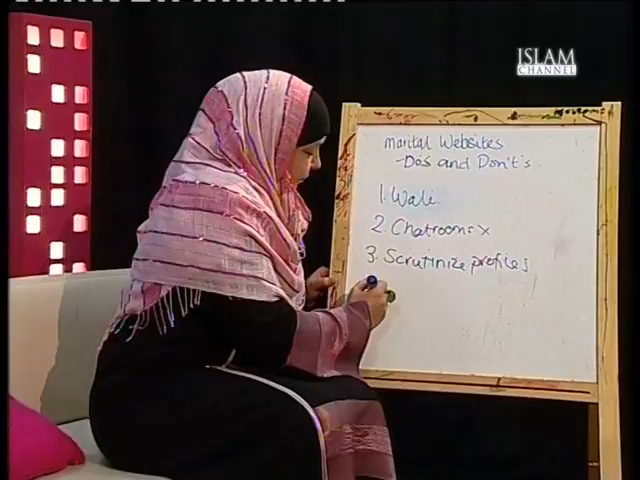 ISLAM
CHANNEL
Marital Websites
-Do's and Don't's
1. Wali
2. Chatrooms x
3. Scrutinize profiles